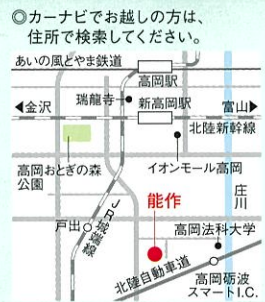 ◎カーナビでお越しの方は、
住所で検索してください。
あいの風とやま鉄道
高岡駅
瑞龍寺
新高岡駅
金沢
富山
北陸新幹線
高岡おとぎの森
公園
イオンモール高岡
庄川
JR城端線
能作
戸出
高岡法科大学
北陸自動車道
高岡砺波
スマートI.C.